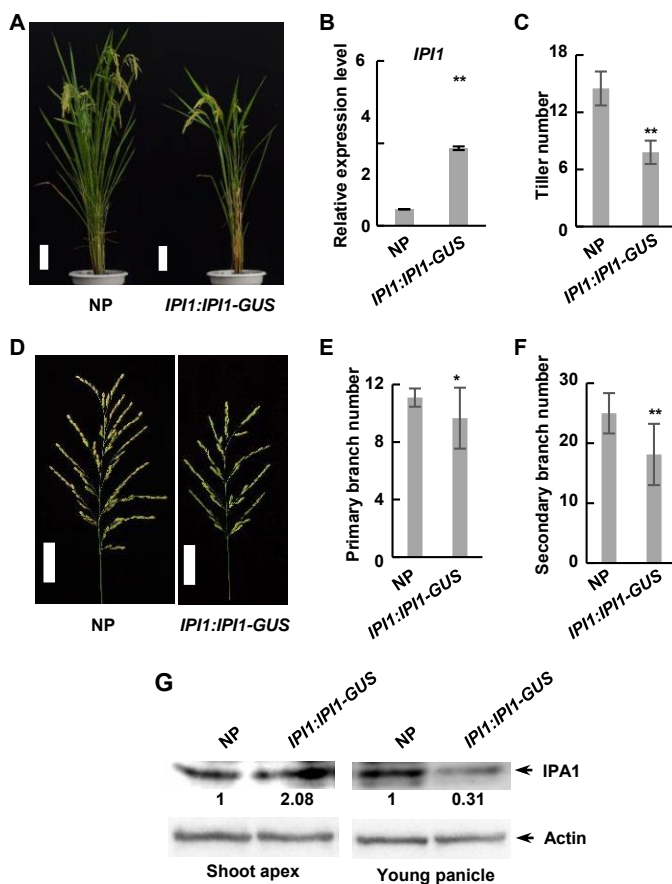 A
NP
IPI1:IPI1-GUS
B
IPI1
Relative expression level
6
3
0
**
NP
IPI1:IPI1-GUS
C
Tiller number
18
12
6
0
**
NP
IPI1:IPI1-GUS
D
NP
IPI1:IPI1-GUS
E
Primary branch number
12
8
4
0
*
NP
IPI1:IPI1-GUS
F
Secondary branch number
30
20
10
0
**
NP
IPI1:IPI1-GUS
G
NP
IPI1:IPI1-GUS
NP
IPI1:IPI1-GUS
IPA1
1 2.08 1 0.31
Actin
Shoot apex
Young panicle